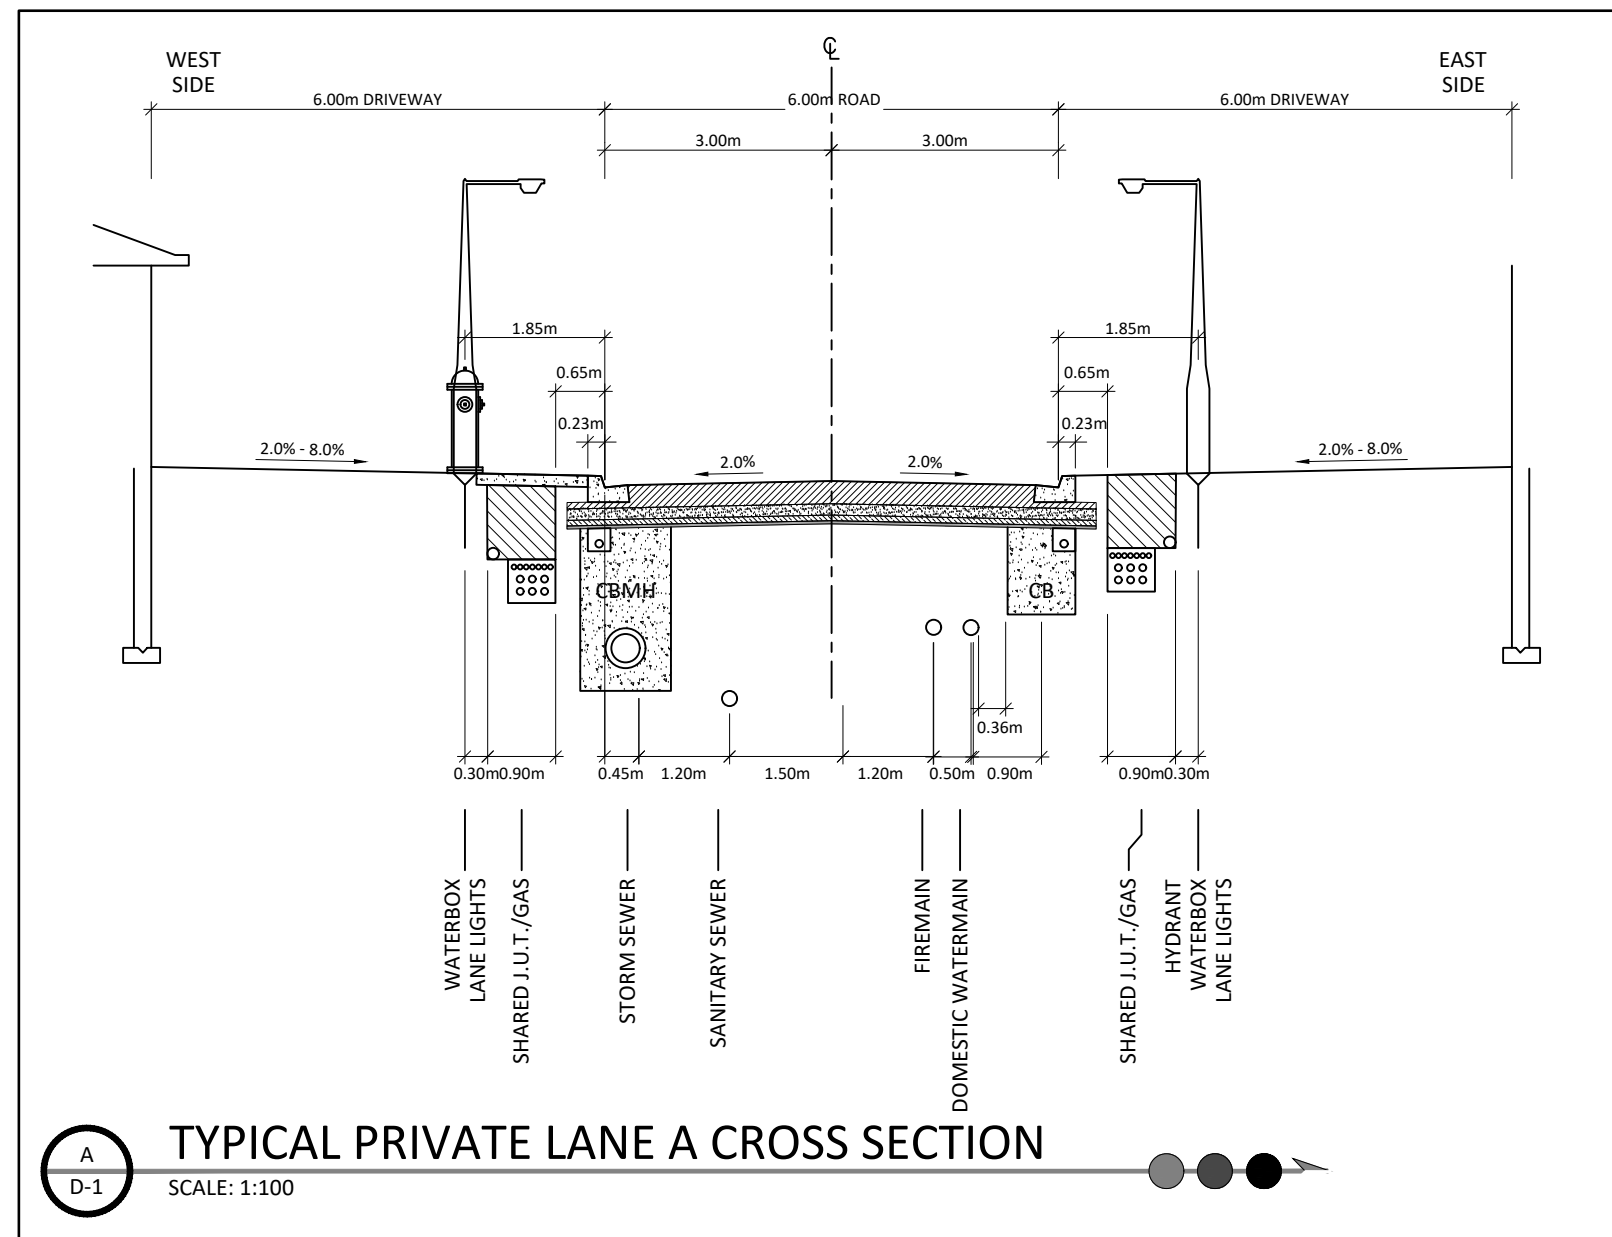 WEST
SIDE
℄
EAST
SIDE
6.00m DRIVEWAY
6.00m ROAD
6.00m DRIVEWAY
3.00m
3.00m
1.85m
1.85m
0.65m
0.65m
0.23m
0.23m
2.0% - 8.0%
2.0%
2.0%
2.0% - 8.0%
CBMH
CB
0.36m
0.30m
0.90m
0.45m
1.20m
1.50m
1.20m
0.50m
0.90m
0.90m
0.30m
WATERBOX
LANE LIGHTS
SHARED J.U.T./GAS
STORM SEWER
SANITARY SEWER
FIREMAIN
DOMESTIC WATERMAIN
SHARED J.U.T./GAS
HYDRANT
WATERBOX
LANE LIGHTS
A
D-1
TYPICAL PRIVATE LANE A CROSS SECTION
SCALE: 1:100